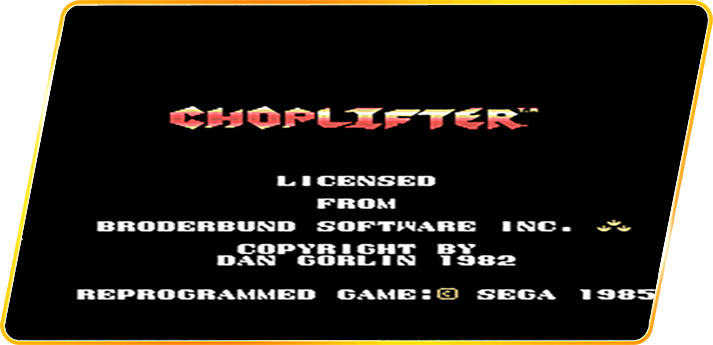 CHOPLIFTER™
LICENSED
FROM
BRODERBUND SOFTWARE INC.
COPYRIGHT BY
DAN GORLIN 1982
REPROGRAMMED GAME:© SEGA 1985